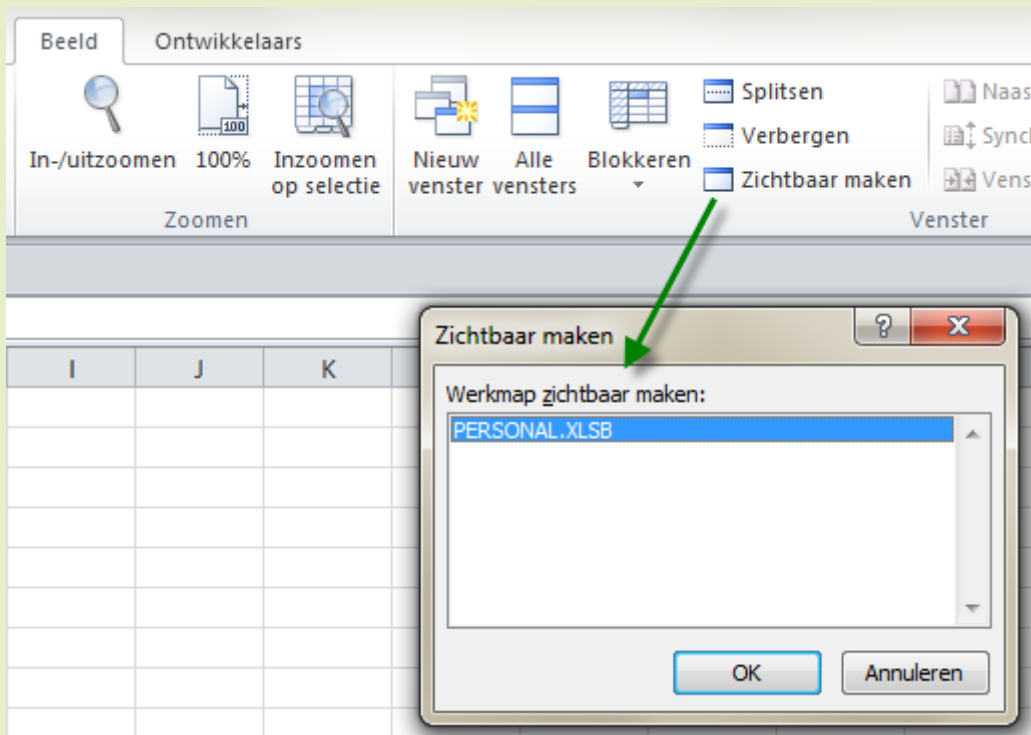 Beeld Ontwikkelaars
In-/uitzoomen
100%
100
Inzoomen
op selectie
Zoomen
Nieuw
venster
Alle
vensters
Blokkeren
Splitsen
Verbergen
Zichtbaar maken
Venster
Zichtbaar maken
?
X
I J K
Werkmap zichtbaar maken:
PERSONAL.XLSB
OK Annuleren